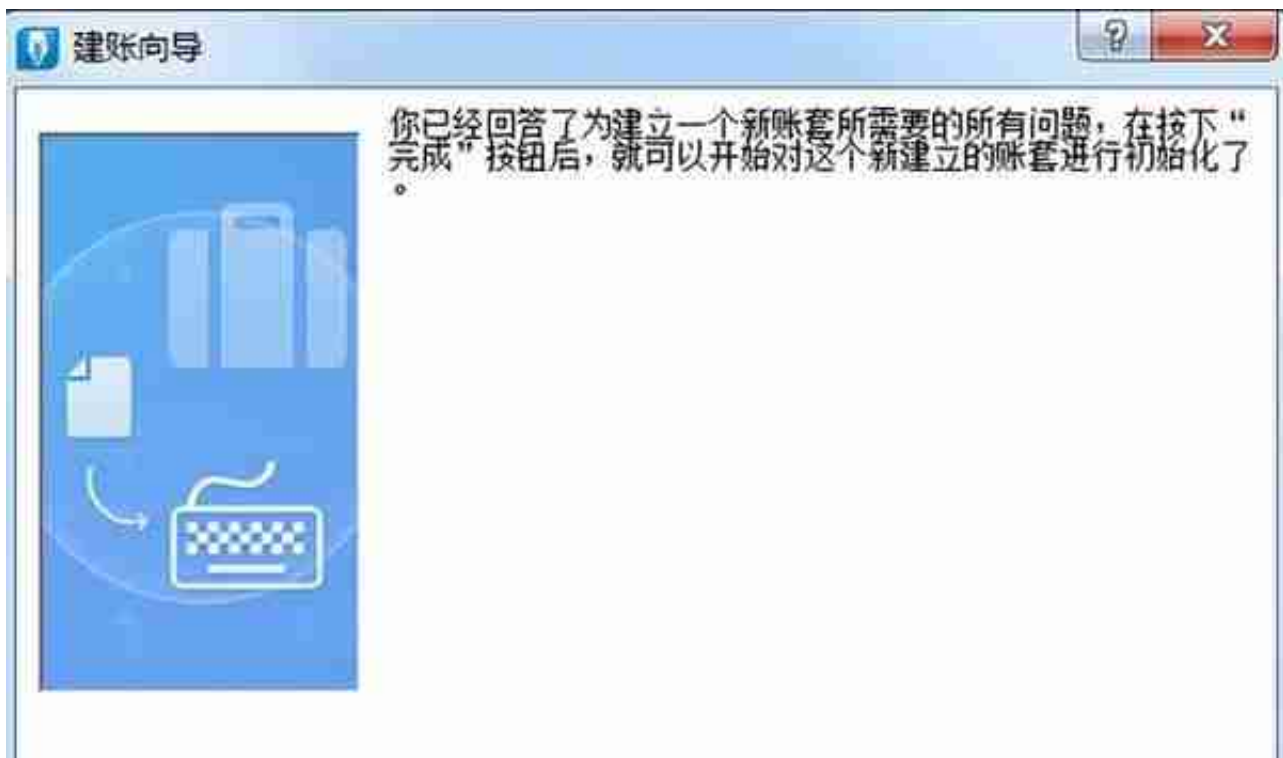 建账向导
你已经回答了为建立一个新账套所需要的所有问题，在按下“
完成”按钮后，就可以开始对这个新建立的账套进行初始化了
。